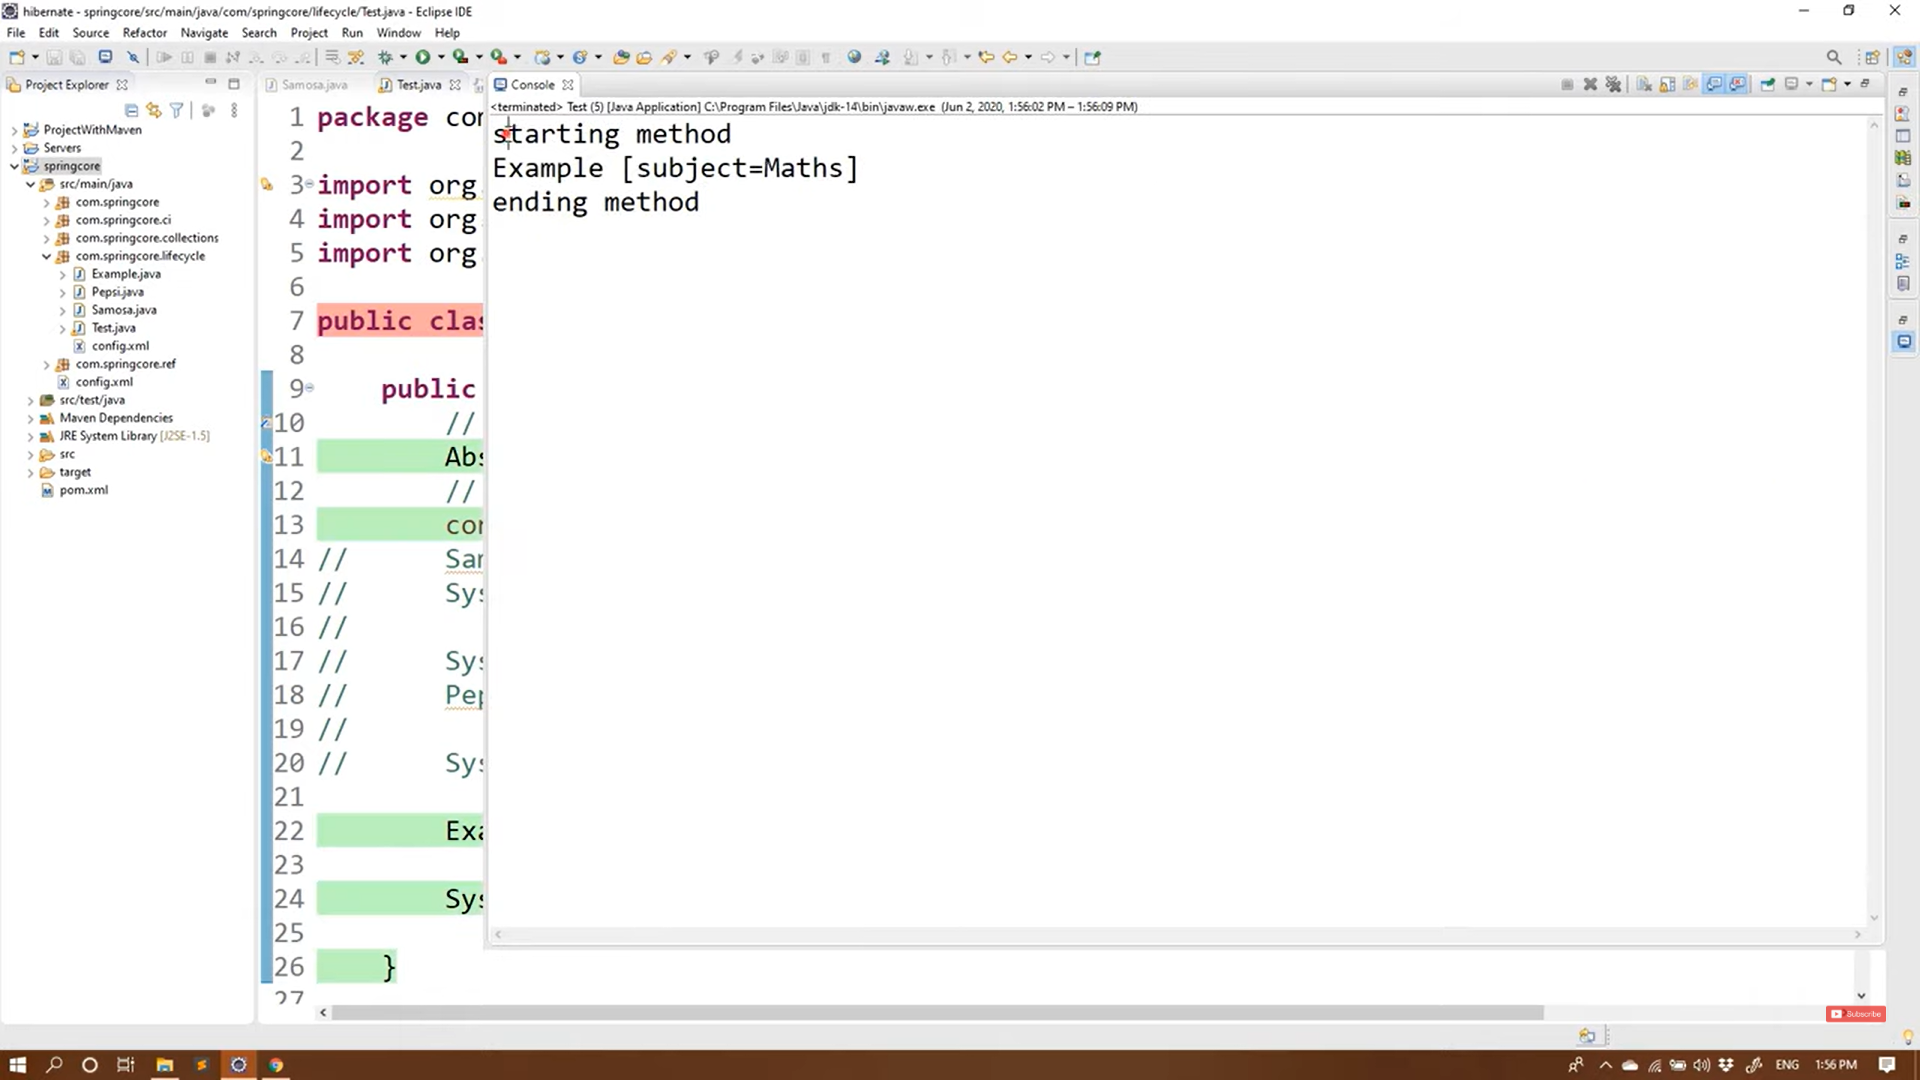 hibernate - springcore/src/main/java/com/springcore/lifecycle/Test.java - Eclipse IDE
File Edit Source Refactor Navigate Search Project Run Window Help
Project Explorer
Samosa.java
Test.java
Console
<terminated> Test (5) [Java Application] C:\Program Files\Java\jdk-14\bin\javaw.exe (Jun 2, 2020, 1:56:02 PM – 1:56:09 PM)
starting method
Example [subject=Maths]
ending method
ProjectWithMaven
Servers
springcore
src/main/java
com.springcore
com.springcore.ci
com.springcore.collections
com.springcore.lifecycle
Example.java
Pepsi.java
Samosa.java
Test.java
config.xml
com.springcore.ref
config.xml
src/test/java
Maven Dependencies
JRE System Library [J2SE-1.5]
src
target
pom.xml
1 package cor
2
3 import org.
4 import org.
5 import org.
6
7 public clas
8
9 public
10 //
11 Abs
12 //
13 cor
14 // Sam
15 // Sys
16 //
17 // Sys
18 // Pep
19 //
20 // Sys
21
22 Exa
23
24 Sys
25
26 }
27
Subscribe
ENG 1:56 PM